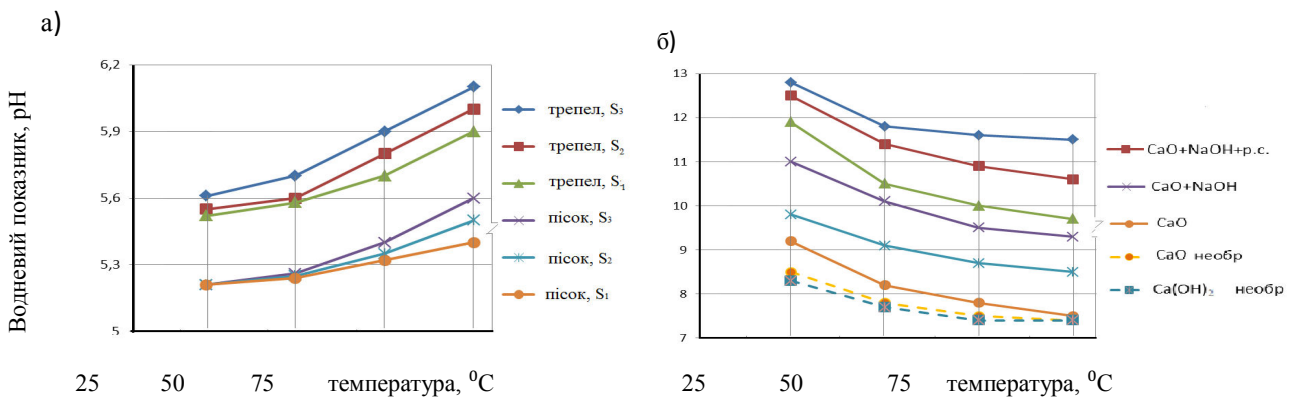 а)
Водневий показник, pH
6,2
5,9
5,6
5,3
5
трепел, S₃
трепел, S₂
трепел, S₁
пісок, S₃
пісок, S₂
пісок, S₁
25 50 75 температура, ⁰С
б)
13
12
11
10
9
8
7
CaO+NaOH+р.с.
CaO+NaOH
CaO
CaO необр
Ca(OH)₂ необр
25 50 75 температура, ⁰С